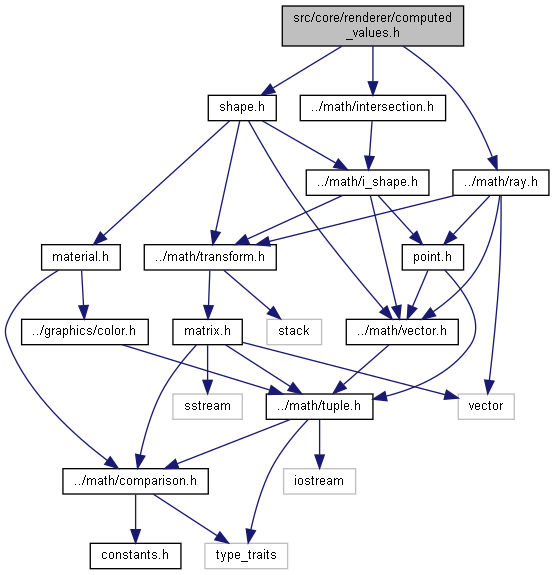 src/core/renderer/computed
_values.h
shape.h
../math/intersection.h
../math/i_shape.h
../math/ray.h
material.h
../math/transform.h
point.h
../graphics/color.h
matrix.h
stack
../math/vector.h
sstream
../math/tuple.h
vector
../math/comparison.h
iostream
constants.h
type_traits